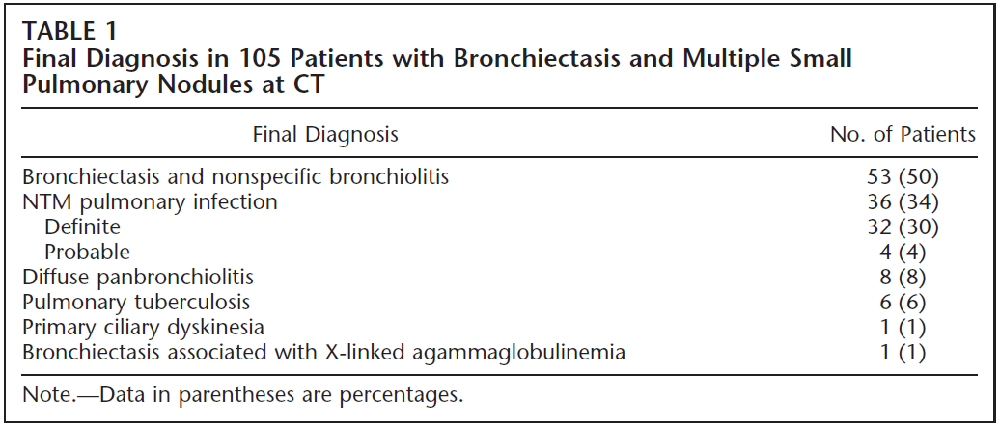 TABLE 1
Final Diagnosis in 105 Patients with Bronchiectasis and Multiple Small
Pulmonary Nodules at CT
Final Diagnosis No. of Patients
Bronchiectasis and nonspecific bronchiolitis 53 (50)
NTM pulmonary infection 36 (34)
Definite 32 (30)
Probable 4 (4)
Diffuse panbronchiolitis 8 (8)
Pulmonary tuberculosis 6 (6)
Primary ciliary dyskinesia 1 (1)
Bronchiectasis associated with X-linked agammaglobulinemia 1 (1)
Note.—Data in parentheses are percentages.